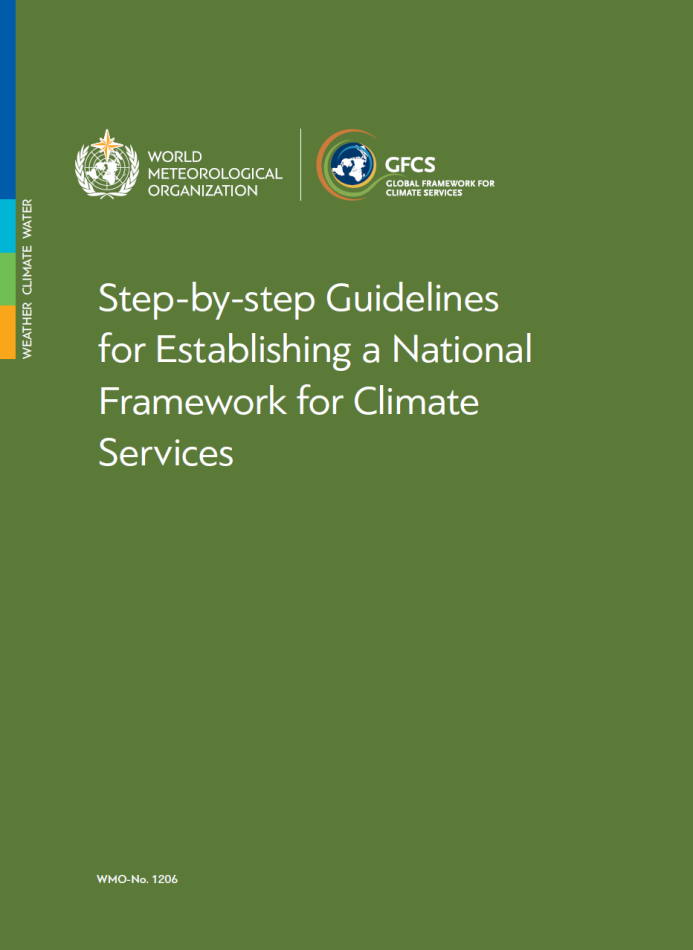 WORLD
METEOROLOGICAL
ORGANIZATION
GFCS
GLOBAL FRAMEWORK FOR
CLIMATE SERVICES
WEATHER CLIMATE WATER
Step-by-step Guidelines
for Establishing a National
Framework for Climate
Services
WMO-No. 1206